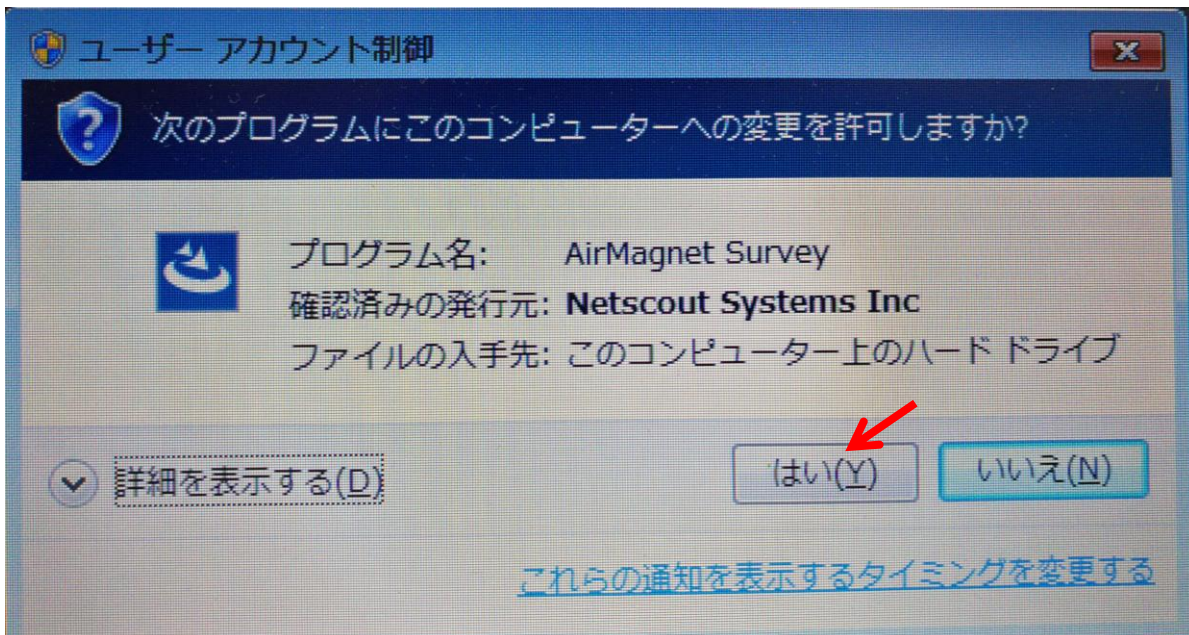 ユーザー アカウント制御
次のプログラムにこのコンピューターへの変更を許可しますか?
プログラム名: AirMagnet Survey
確認済みの発行元: Netscout Systems Inc
ファイルの入手先: このコンピューター上のハード ドライブ
詳細を表示する(D) はい(Y) いいえ(N)
これらの通知を表示するタイミングを変更する